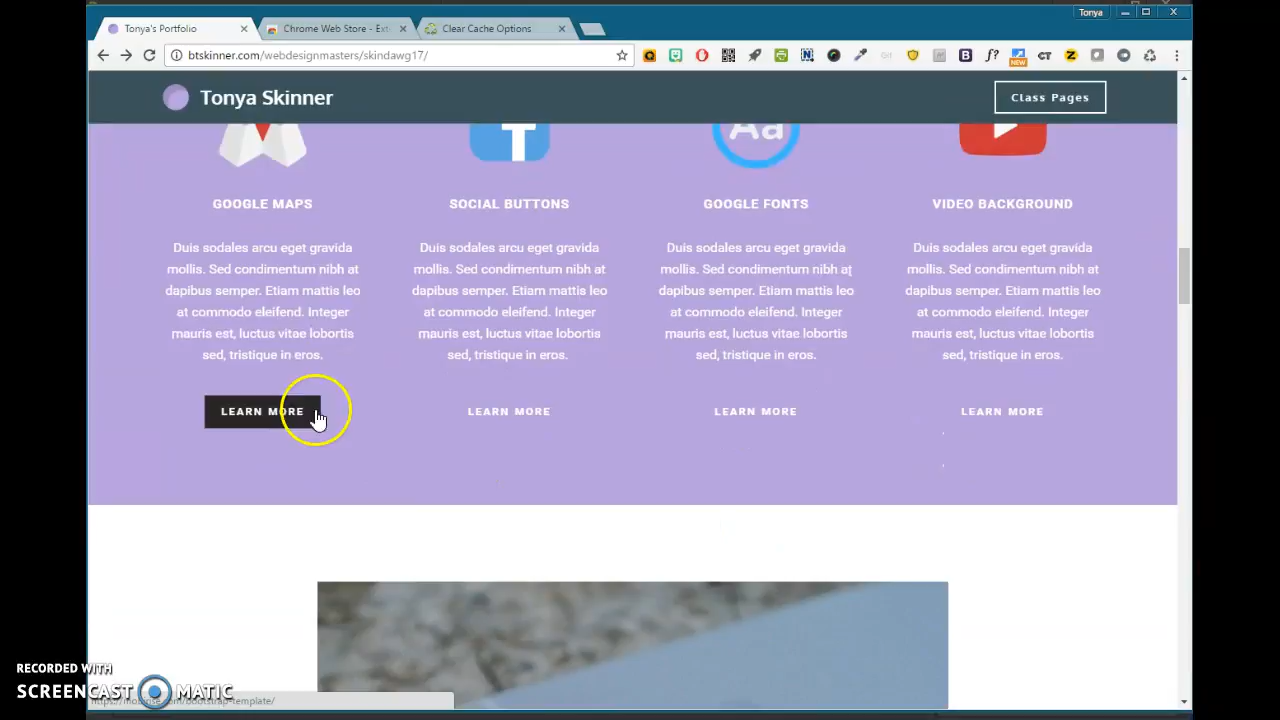 Tonya
Tonya's Portfolio
Chrome Web Store - Ext
Clear Cache Options
btskinner.com/webdesignmasters/skindawg17/
NEW
Tonya Skinner
Class Pages
Aa
GOOGLE MAPS
SOCIAL BUTTONS
GOOGLE FONTS
VIDEO BACKGROUND
Duis sodales arcu eget gravida
mollis. Sed condimentum nibh at
dapibus semper. Etiam mattis leo
at commodo eleifend. Integer
mauris est, luctus vitae lobortis
sed, tristique in eros.
Duis sodales arcu eget gravida
mollis. Sed condimentum nibh at
dapibus semper. Etiam mattis leo
at commodo eleifend. Integer
mauris est, luctus vitae lobortis
sed, tristique in eros.
Duis sodales arcu eget gravida
mollis. Sed condimentum nibh at
dapibus semper. Etiam mattis leo
at commodo eleifend. Integer
mauris est, luctus vitae lobortis
sed, tristique in eros.
Duis sodales arcu eget gravida
mollis. Sed condimentum nibh at
dapibus semper. Etiam mattis leo
at commodo eleifend. Integer
mauris est, luctus vitae lobortis
sed, tristique in eros.
LEARN MORE
LEARN MORE
LEARN MORE
LEARN MORE
RECORDED WITH
SCREENCAST MATIC